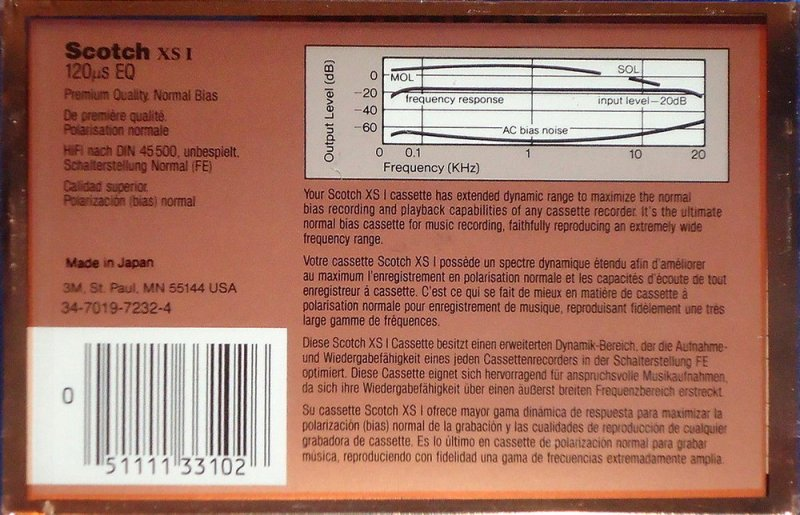 Scotch XS I
120µs EQ
Premium Quality. Normal Bias
De première qualité.
Polarisation normale
HiFi nach DIN 45 500, unbespielt.
Schalterstellung Normal (FE)
Calidad superior.
Polarización (bias) normal
Made in Japan
3M, St. Paul, MN 55144 USA
34-7019-7232-4
0
51111 33102
Output Level (dB)
0
−20
−40
−60
MOL
SOL
frequency response
input level−20dB
AC bias noise
0 0.1 1 10 20
Frequency (KHz)
Your Scotch XS I cassette has extended dynamic range to maximize the normal
bias recording and playback capabilities of any cassette recorder. It's the ultimate
normal bias cassette for music recording, faithfully reproducing an extremely wide
frequency range.
Votre cassette Scotch XS I possède un spectre dynamique étendu afin d'améliorer
au maximum l'enregistrement en polarisation normale et les capacités d'écoute de tout
enregistreur à cassette. C'est ce qui se fait de mieux en matière de cassette à
polarisation normale pour enregistrement de musique, reproduisant fidèlement une très
large gamme de fréquences.
Diese Scotch XS I Cassette besitzt einen erweiterten Dynamik-Bereich, der die Aufnahme-
und Wiedergabefähigkeit eines jeden Cassettenrecorders in der Schalterstellung FE
optimiert. Diese Cassette eignet sich hervorragend für anspruchsvolle Musikaufnahmen,
da sich ihre Wiedergabefähigkeit über einen äußerst breiten Frequenzbereich erstreckt.
Su cassette Scotch XS I ofrece mayor gama dinámica de respuesta para maximizar la
polarización (bias) normal de la grabación y las cualidades de reproducción de cualquier
grabadora de cassette. Es lo último en cassette de polarización normal para grabar
música, reproduciendo con fidelidad una gama de frecuencias extremadamente amplia.